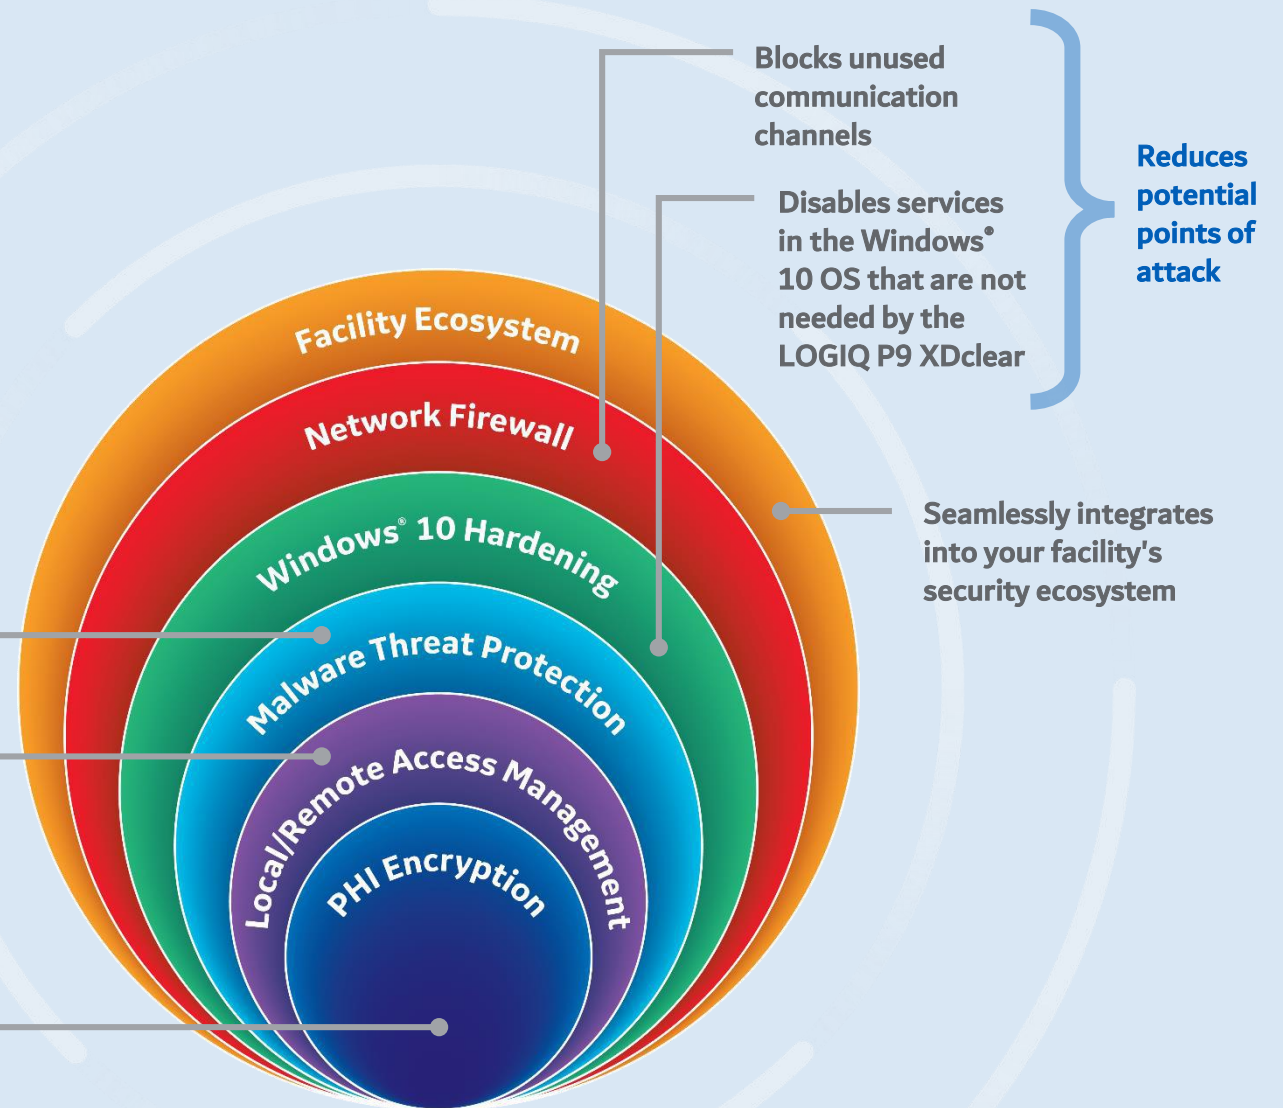 Blocks unused
communication
channels
Reduces
potential
points of
attack
Disables services
in the Windows®
10 OS that are not
needed by the
LOGIQ P9 XDclear
Facility Ecosystem
Network Firewall
Windows® 10 Hardening
Seamlessly integrates
into your facility's
security ecosystem
Malware Threat Protection
Local/Remote Access Management
PHI Encryption